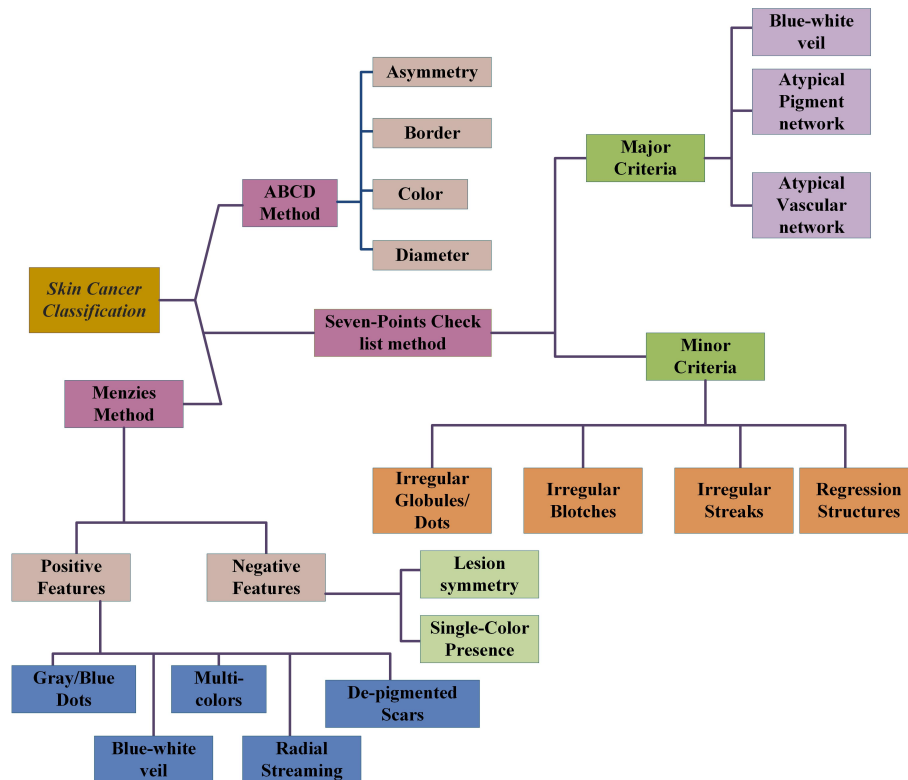 Blue-white
veil
Asymmetry
Atypical
Pigment
network
Border
Major
Criteria
ABCD
Method
Color
Atypical
Vascular
network
Diameter
Skin Cancer
Classification
Seven-Points Check
list method
Minor
Criteria
Menzies
Method
Irregular
Globules/
Dots
Irregular
Blotches
Irregular
Streaks
Regression
Structures
Positive
Features
Negative
Features
Lesion
symmetry
Single-Color
Presence
Gray/Blue
Dots
Multi-
colors
De-pigmented
Scars
Blue-white
veil
Radial
Streaming